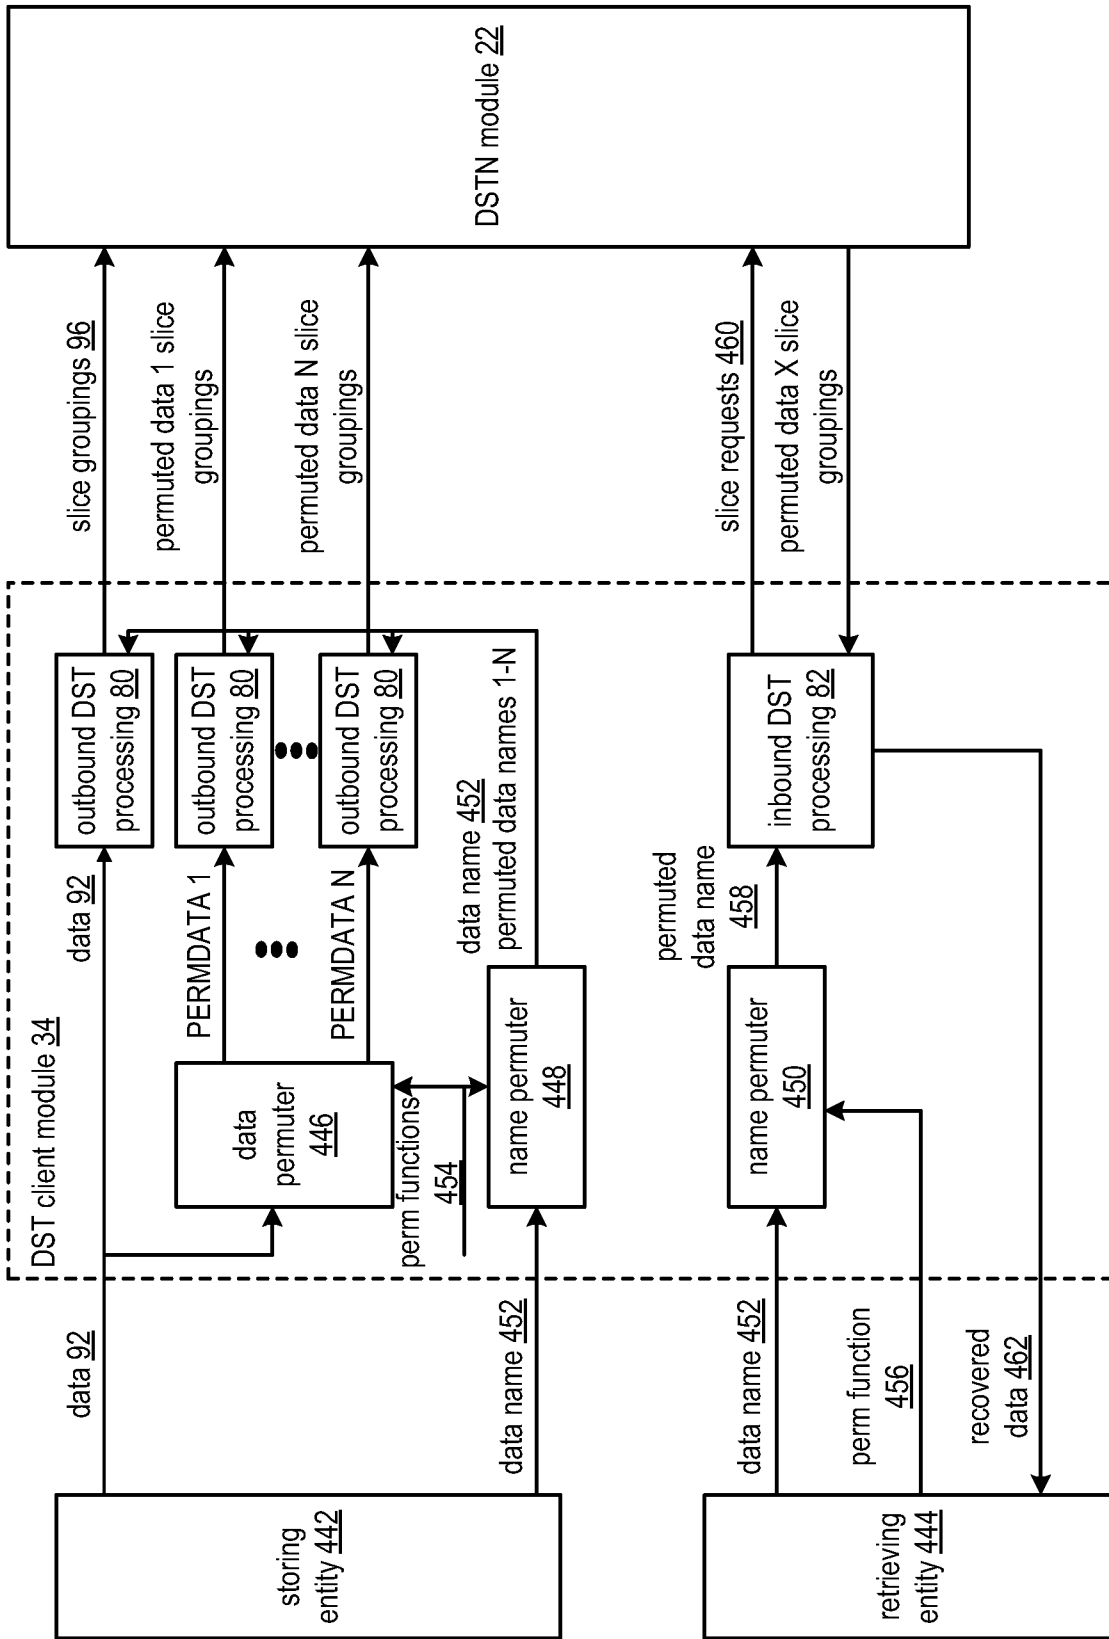 storing
entity 442
data 92
data name 452
DST client module 34
data 92
data
permuter
446
perm functions
454
name permuter
448
PERMDATA 1
PERMDATA N
outbound DST
processing 80
outbound DST
processing 80
outbound DST
processing 80
data name 452
permuted data names 1-N
slice groupings 96
permuted data 1 slice
groupings
permuted data N slice
groupings
DSTN module 22
retrieving
entity 444
data name 452
perm function
456
recovered
data 462
name permuter
450
permuted
data name
458
inbound DST
processing 82
slice requests 460
permuted data X slice
groupings